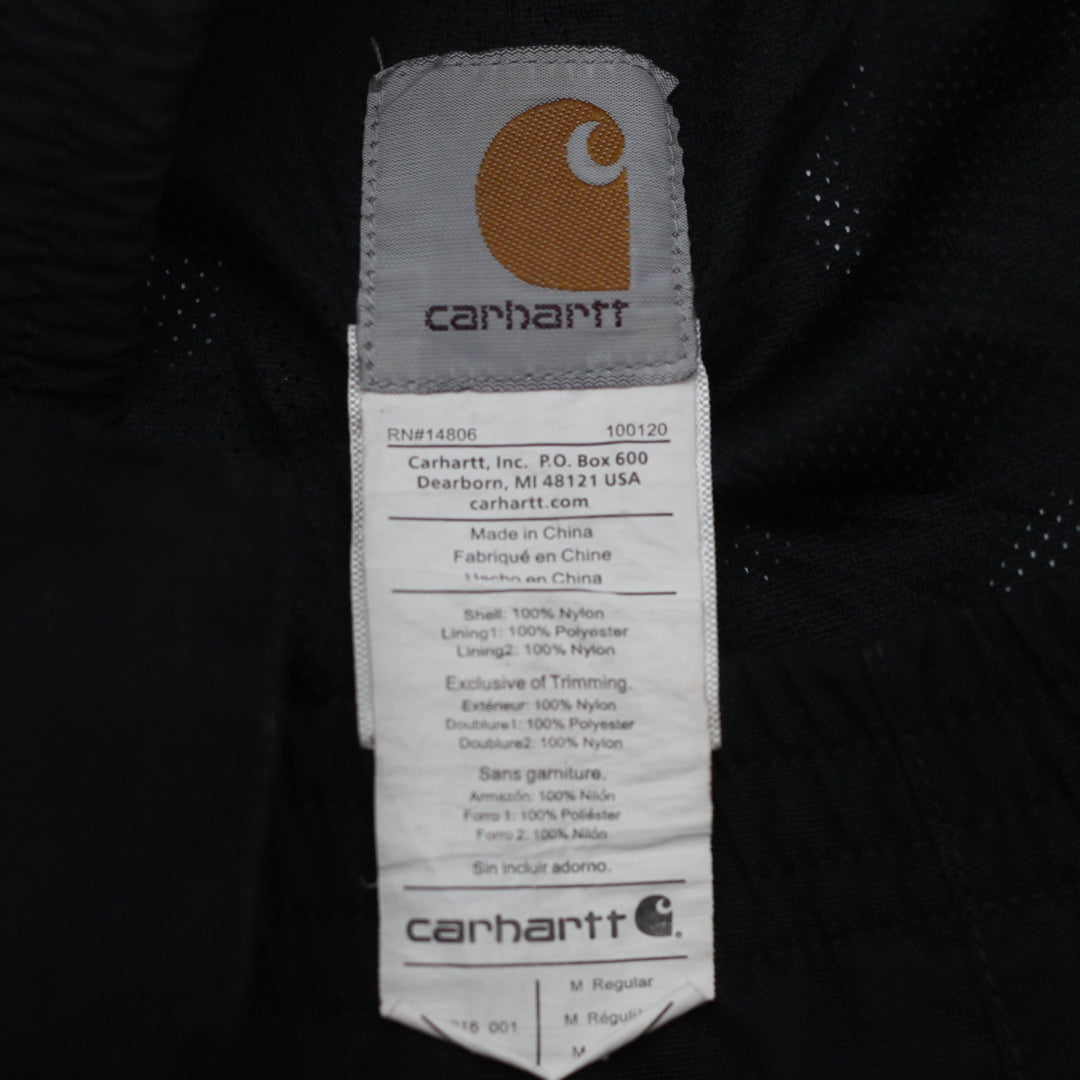 carhartt
RN#14806 100120
Carhartt, Inc. P.O. Box 600
Dearborn, MI 48121 USA
carhartt.com
Made in China
Fabriqué en Chine
Hecho en China
Shell: 100% Nylon
Lining1: 100% Polyester
Lining2: 100% Nylon
Exclusive of Trimming.
Extérieur: 100% Nylon
Doublure1: 100% Polyester
Doublure2: 100% Nylon
Sans garniture.
Armazón: 100% Nilón
Forro 1: 100% Poliéster
Forro 2: 100% Nilón
Sin incluir adorno.
carhartt
M Regular
001 M
M